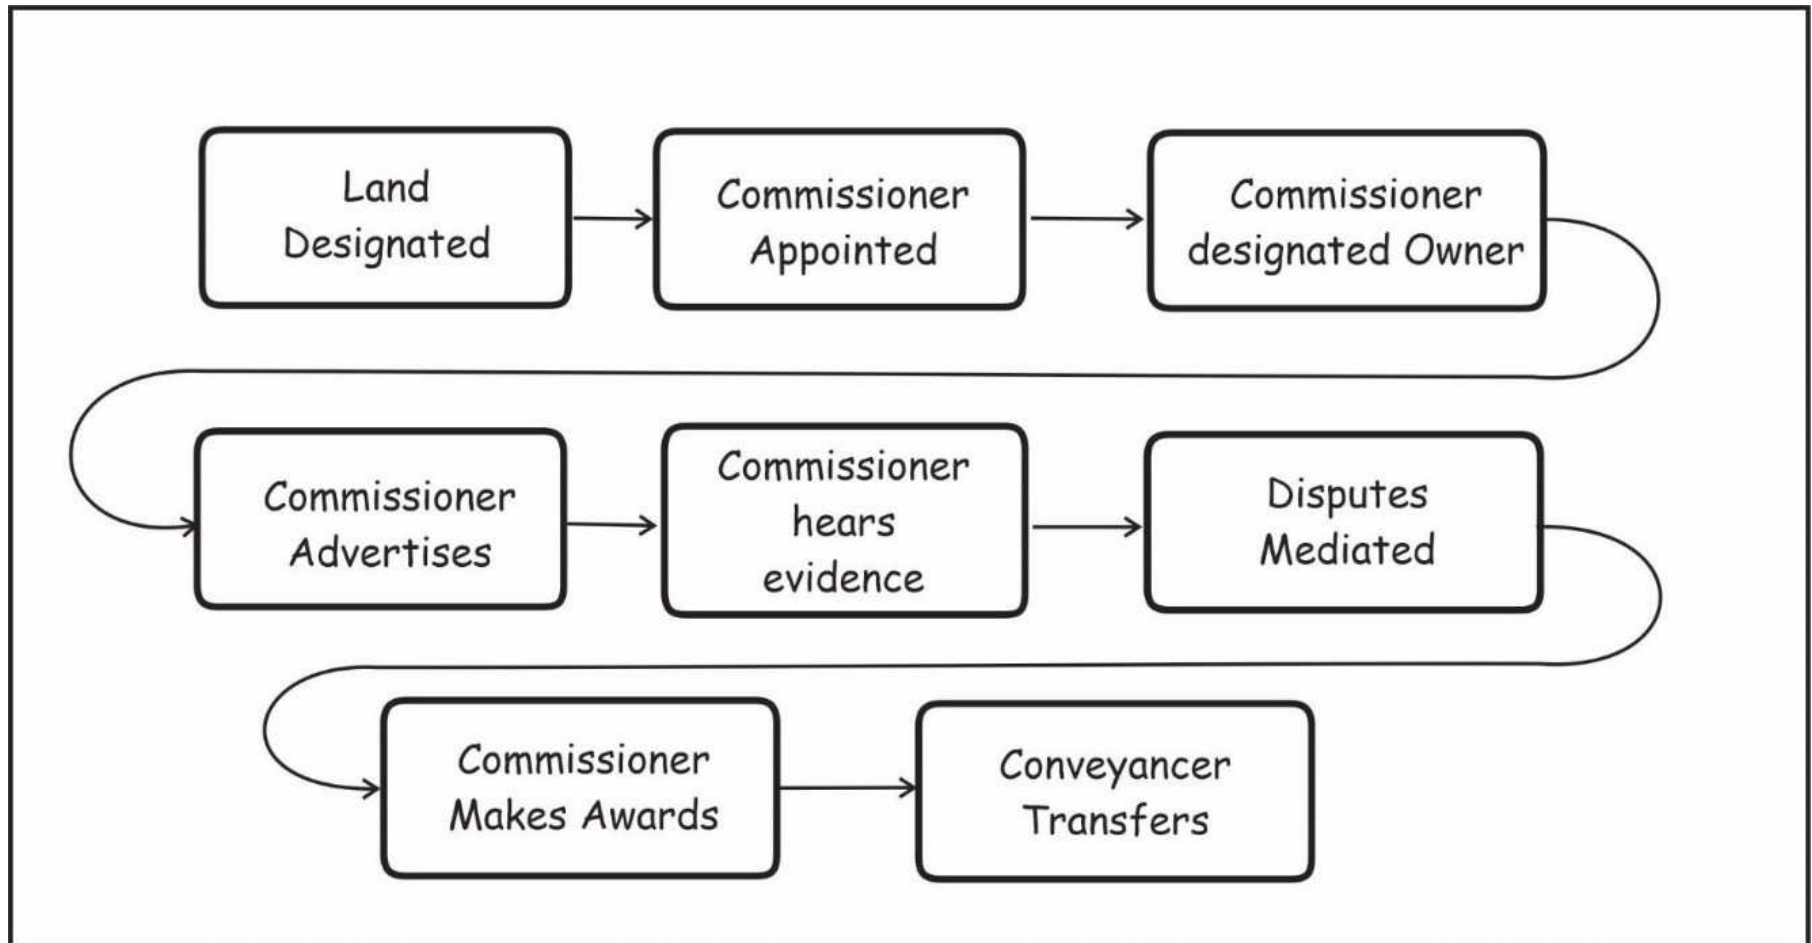 Land
Designated
Commissioner
Appointed
Commissioner
designated Owner
Commissioner
Advertises
Commissioner
hears
evidence
Disputes
Mediated
Commissioner
Makes Awards
Conveyancer
Transfers